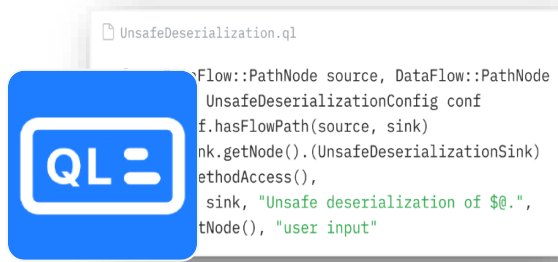 UnsafeDeserialization.ql
Flow::PathNode source, DataFlow::PathNode
UnsafeDeserializationConfig conf
f.hasFlowPath(source, sink)
nk.getNode().(UnsafeDeserializationSink)
ethodAccess(),
sink, "Unsafe deserialization of $@.",
tNode(), "user input"
QL